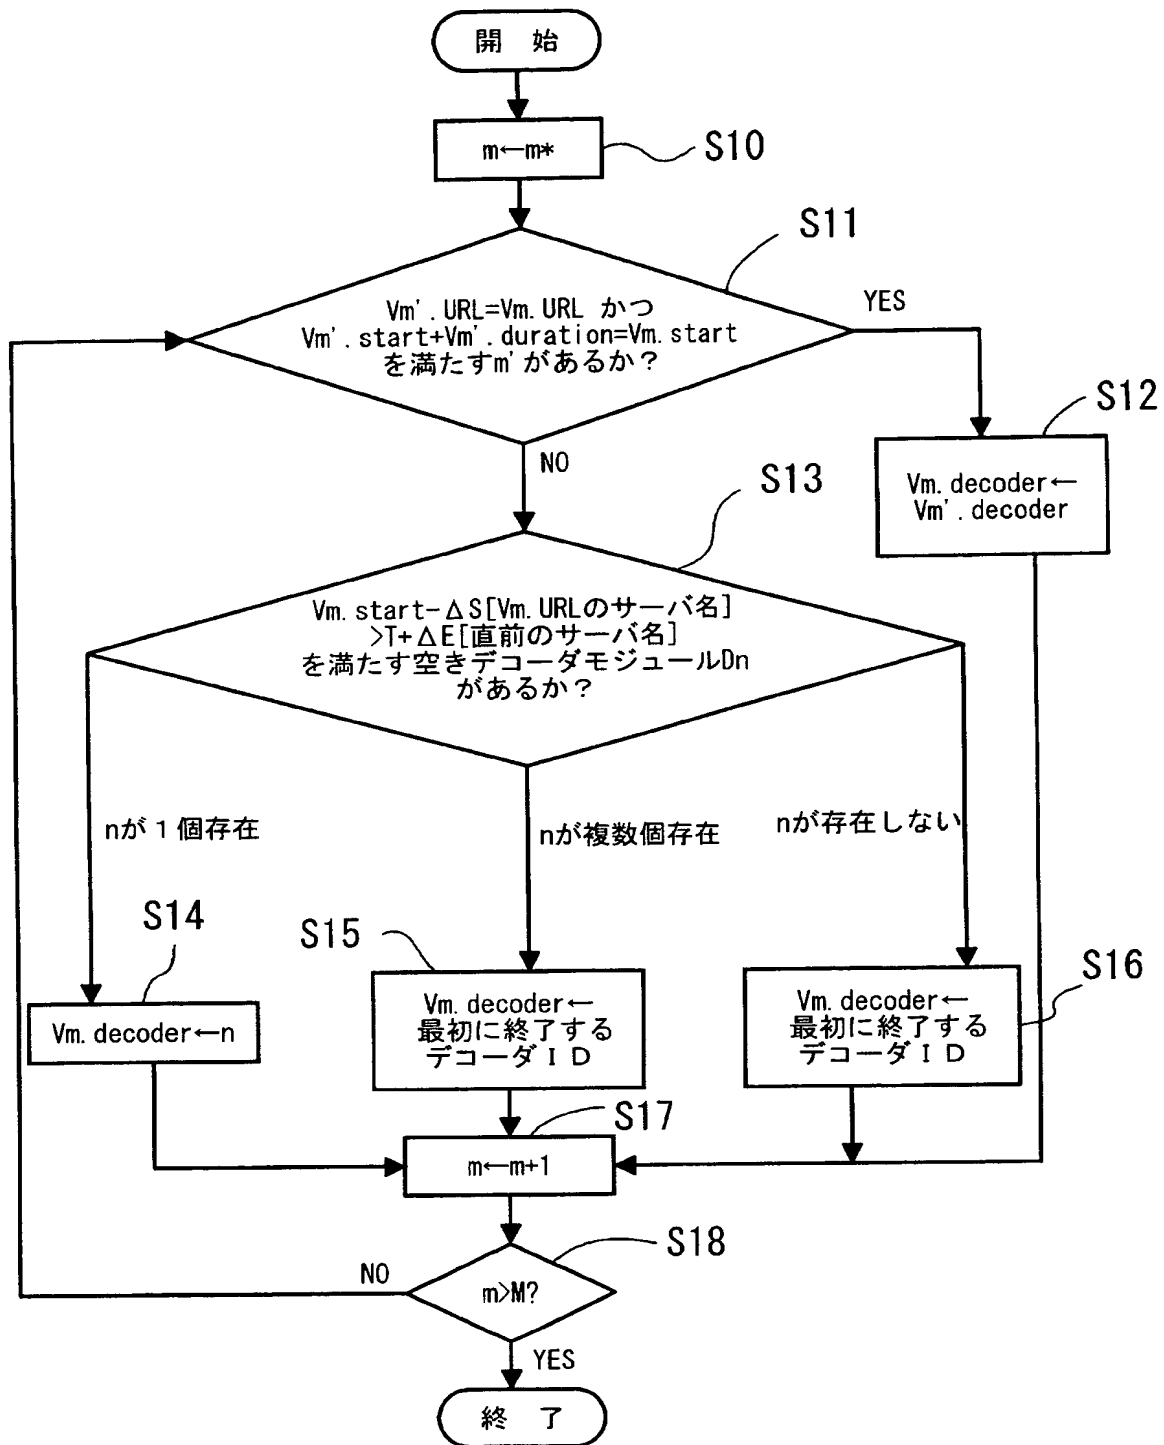 開 始
m←m*
S10
S11
Vm'.URL=Vm.URL かつ
Vm'.start+Vm'.duration=Vm.start
を満たすm'があるか？
YES
S12
Vm.decoder←
Vm'.decoder
NO
S13
Vm.start-ΔS[Vm.URLのサーバ名]
>T+ΔE[直前のサーバ名]
を満たす空きデコーダモジュールDn
があるか？
nが１個存在
nが複数個存在
nが存在しない
S14
Vm.decoder←n
S15
Vm.decoder←
最初に終了する
デコーダＩＤ
S16
Vm.decoder←
最初に終了する
デコーダＩＤ
S17
m←m+1
S18
m>M?
NO
YES
終 了